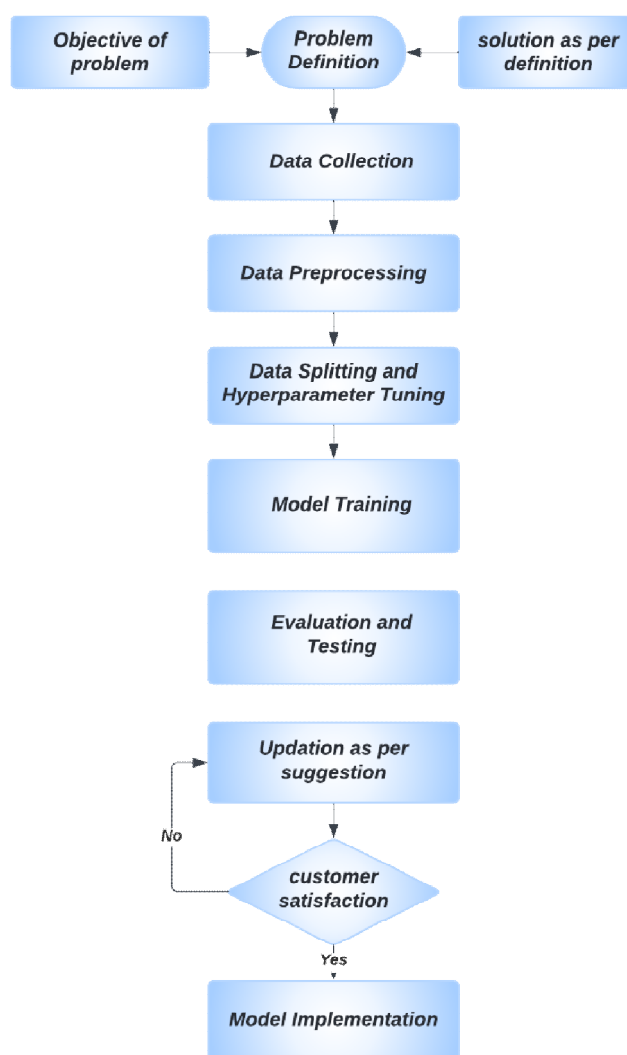 Objective of
problem
Problem
Definition
solution as per
definition
Data Collection
Data Preprocessing
Data Splitting and
Hyperparameter Tuning
Model Training
Evaluation and
Testing
Updation as per
suggestion
No
customer
satisfaction
Yes
Model Implementation